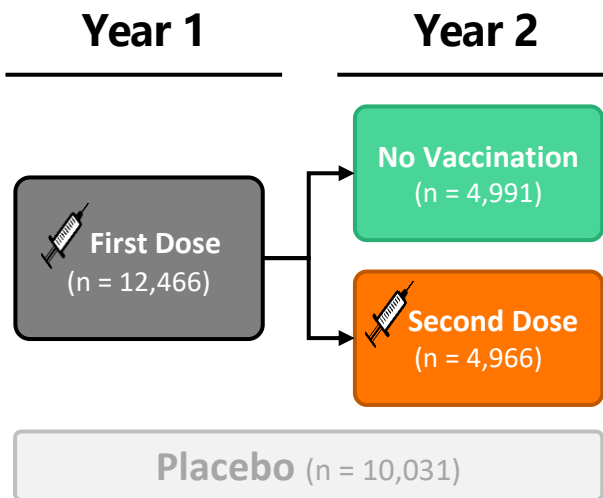 Year 1
Year 2
First Dose
(n = 12,466)
No Vaccination
(n = 4,991)
Second Dose
(n = 4,966)
Placebo (n = 10,031)